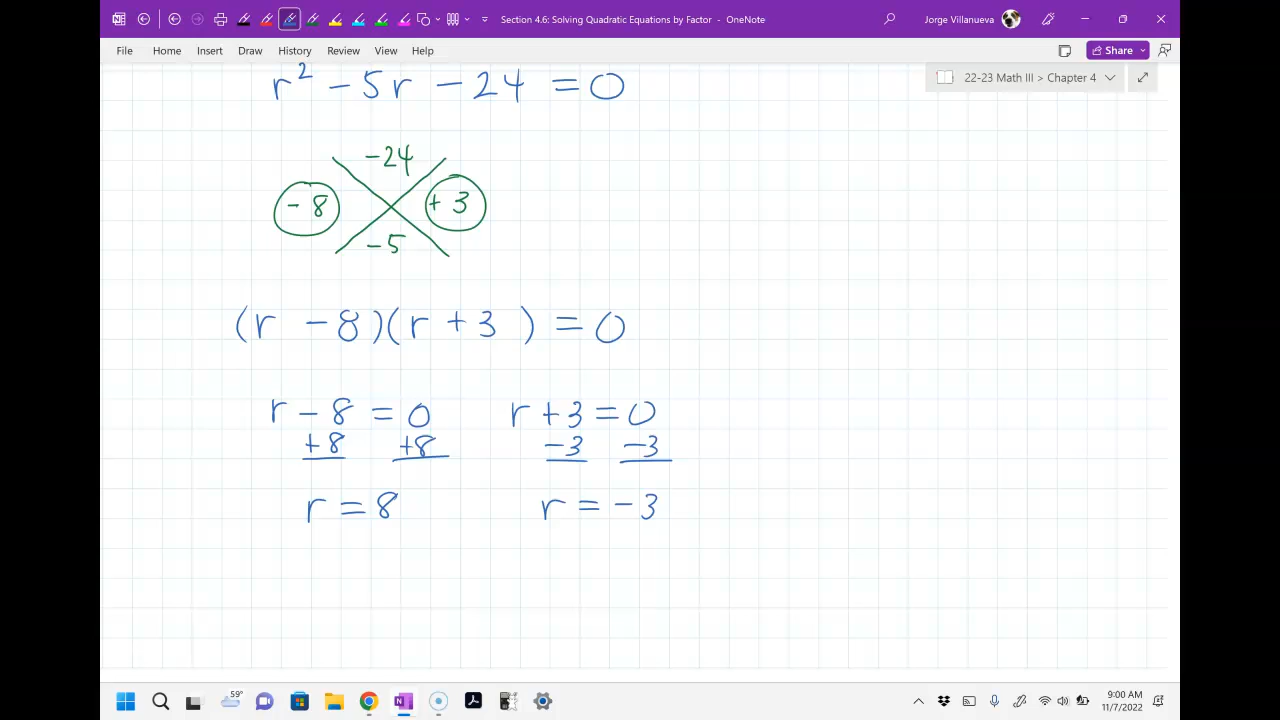 Section 4.6: Solving Quadratic Equations by Factor - OneNote
Jorge Villanueva
File Home Insert Draw History Review View Help
Share
22-23 Math III > Chapter 4
r² - 5r - 24 = 0
-24
-8 +3
-5
(r - 8)(r + 3) = 0
r - 8 = 0 r + 3 = 0
+8 +8 -3 -3
r = 8 r = -3
59°
9:00 AM
11/7/2022